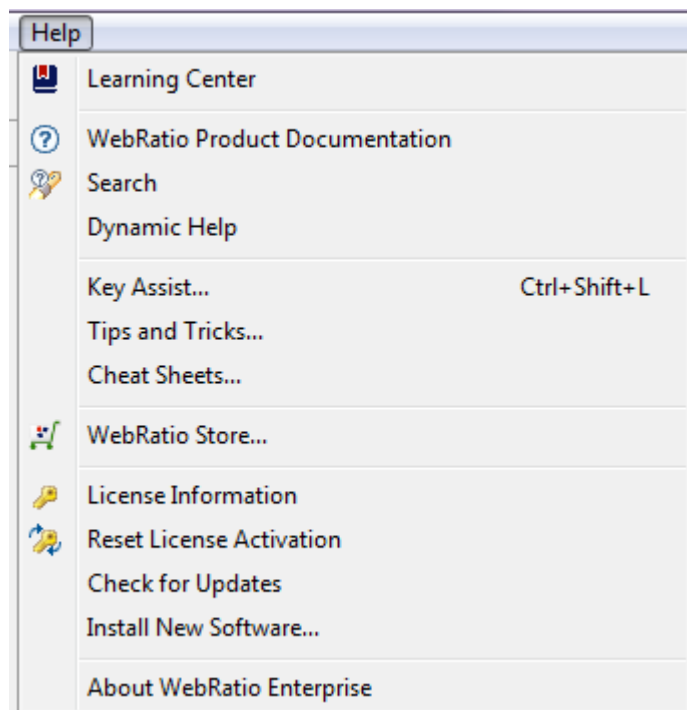 Help
Learning Center
WebRatio Product Documentation
Search
Dynamic Help
Key Assist... Ctrl+Shift+L
Tips and Tricks...
Cheat Sheets...
WebRatio Store...
License Information
Reset License Activation
Check for Updates
Install New Software...
About WebRatio Enterprise